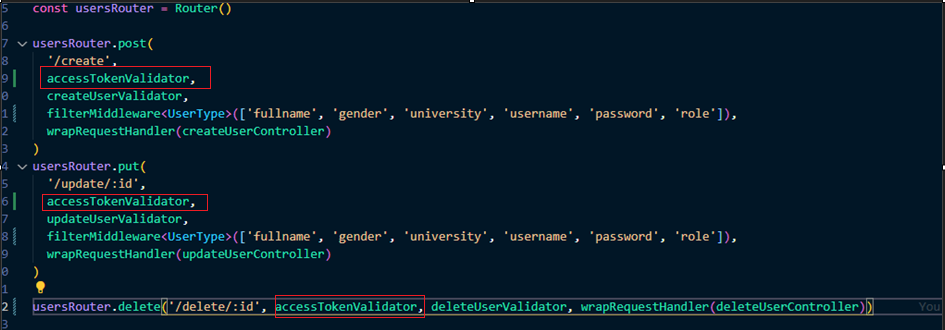 5 const usersRouter = Router()
6
7 usersRouter.post(
8 '/create',
9 accessTokenValidator,
0 createUserValidator,
1 filterMiddleware<UserType>(['fullname', 'gender', 'university', 'username', 'password', 'role']),
2 wrapRequestHandler(createUserController)
3 )
4 usersRouter.put(
5 '/update/:id',
6 accessTokenValidator,
7 updateUserValidator,
8 filterMiddleware<UserType>(['fullname', 'gender', 'university', 'username', 'password', 'role']),
9 wrapRequestHandler(updateUserController)
0 )
1
2 usersRouter.delete('/delete/:id', accessTokenValidator, deleteUserValidator, wrapRequestHandler(deleteUserController)) You